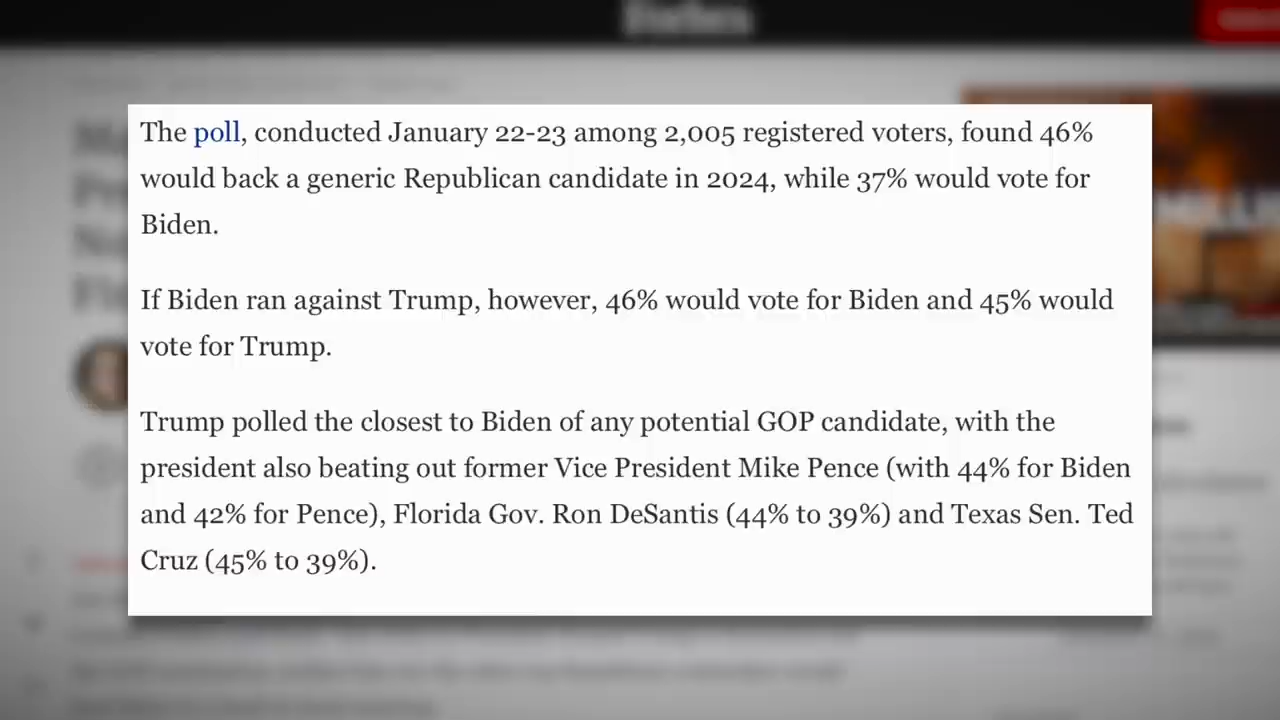 Forbes
The poll, conducted January 22-23 among 2,005 registered voters, found 46%
would back a generic Republican candidate in 2024, while 37% would vote for
Biden.
If Biden ran against Trump, however, 46% would vote for Biden and 45% would
vote for Trump.
Trump polled the closest to Biden of any potential GOP candidate, with the
president also beating out former Vice President Mike Pence (with 44% for Biden
and 42% for Pence), Florida Gov. Ron DeSantis (44% to 39%) and Texas Sen. Ted
Cruz (45% to 39%).